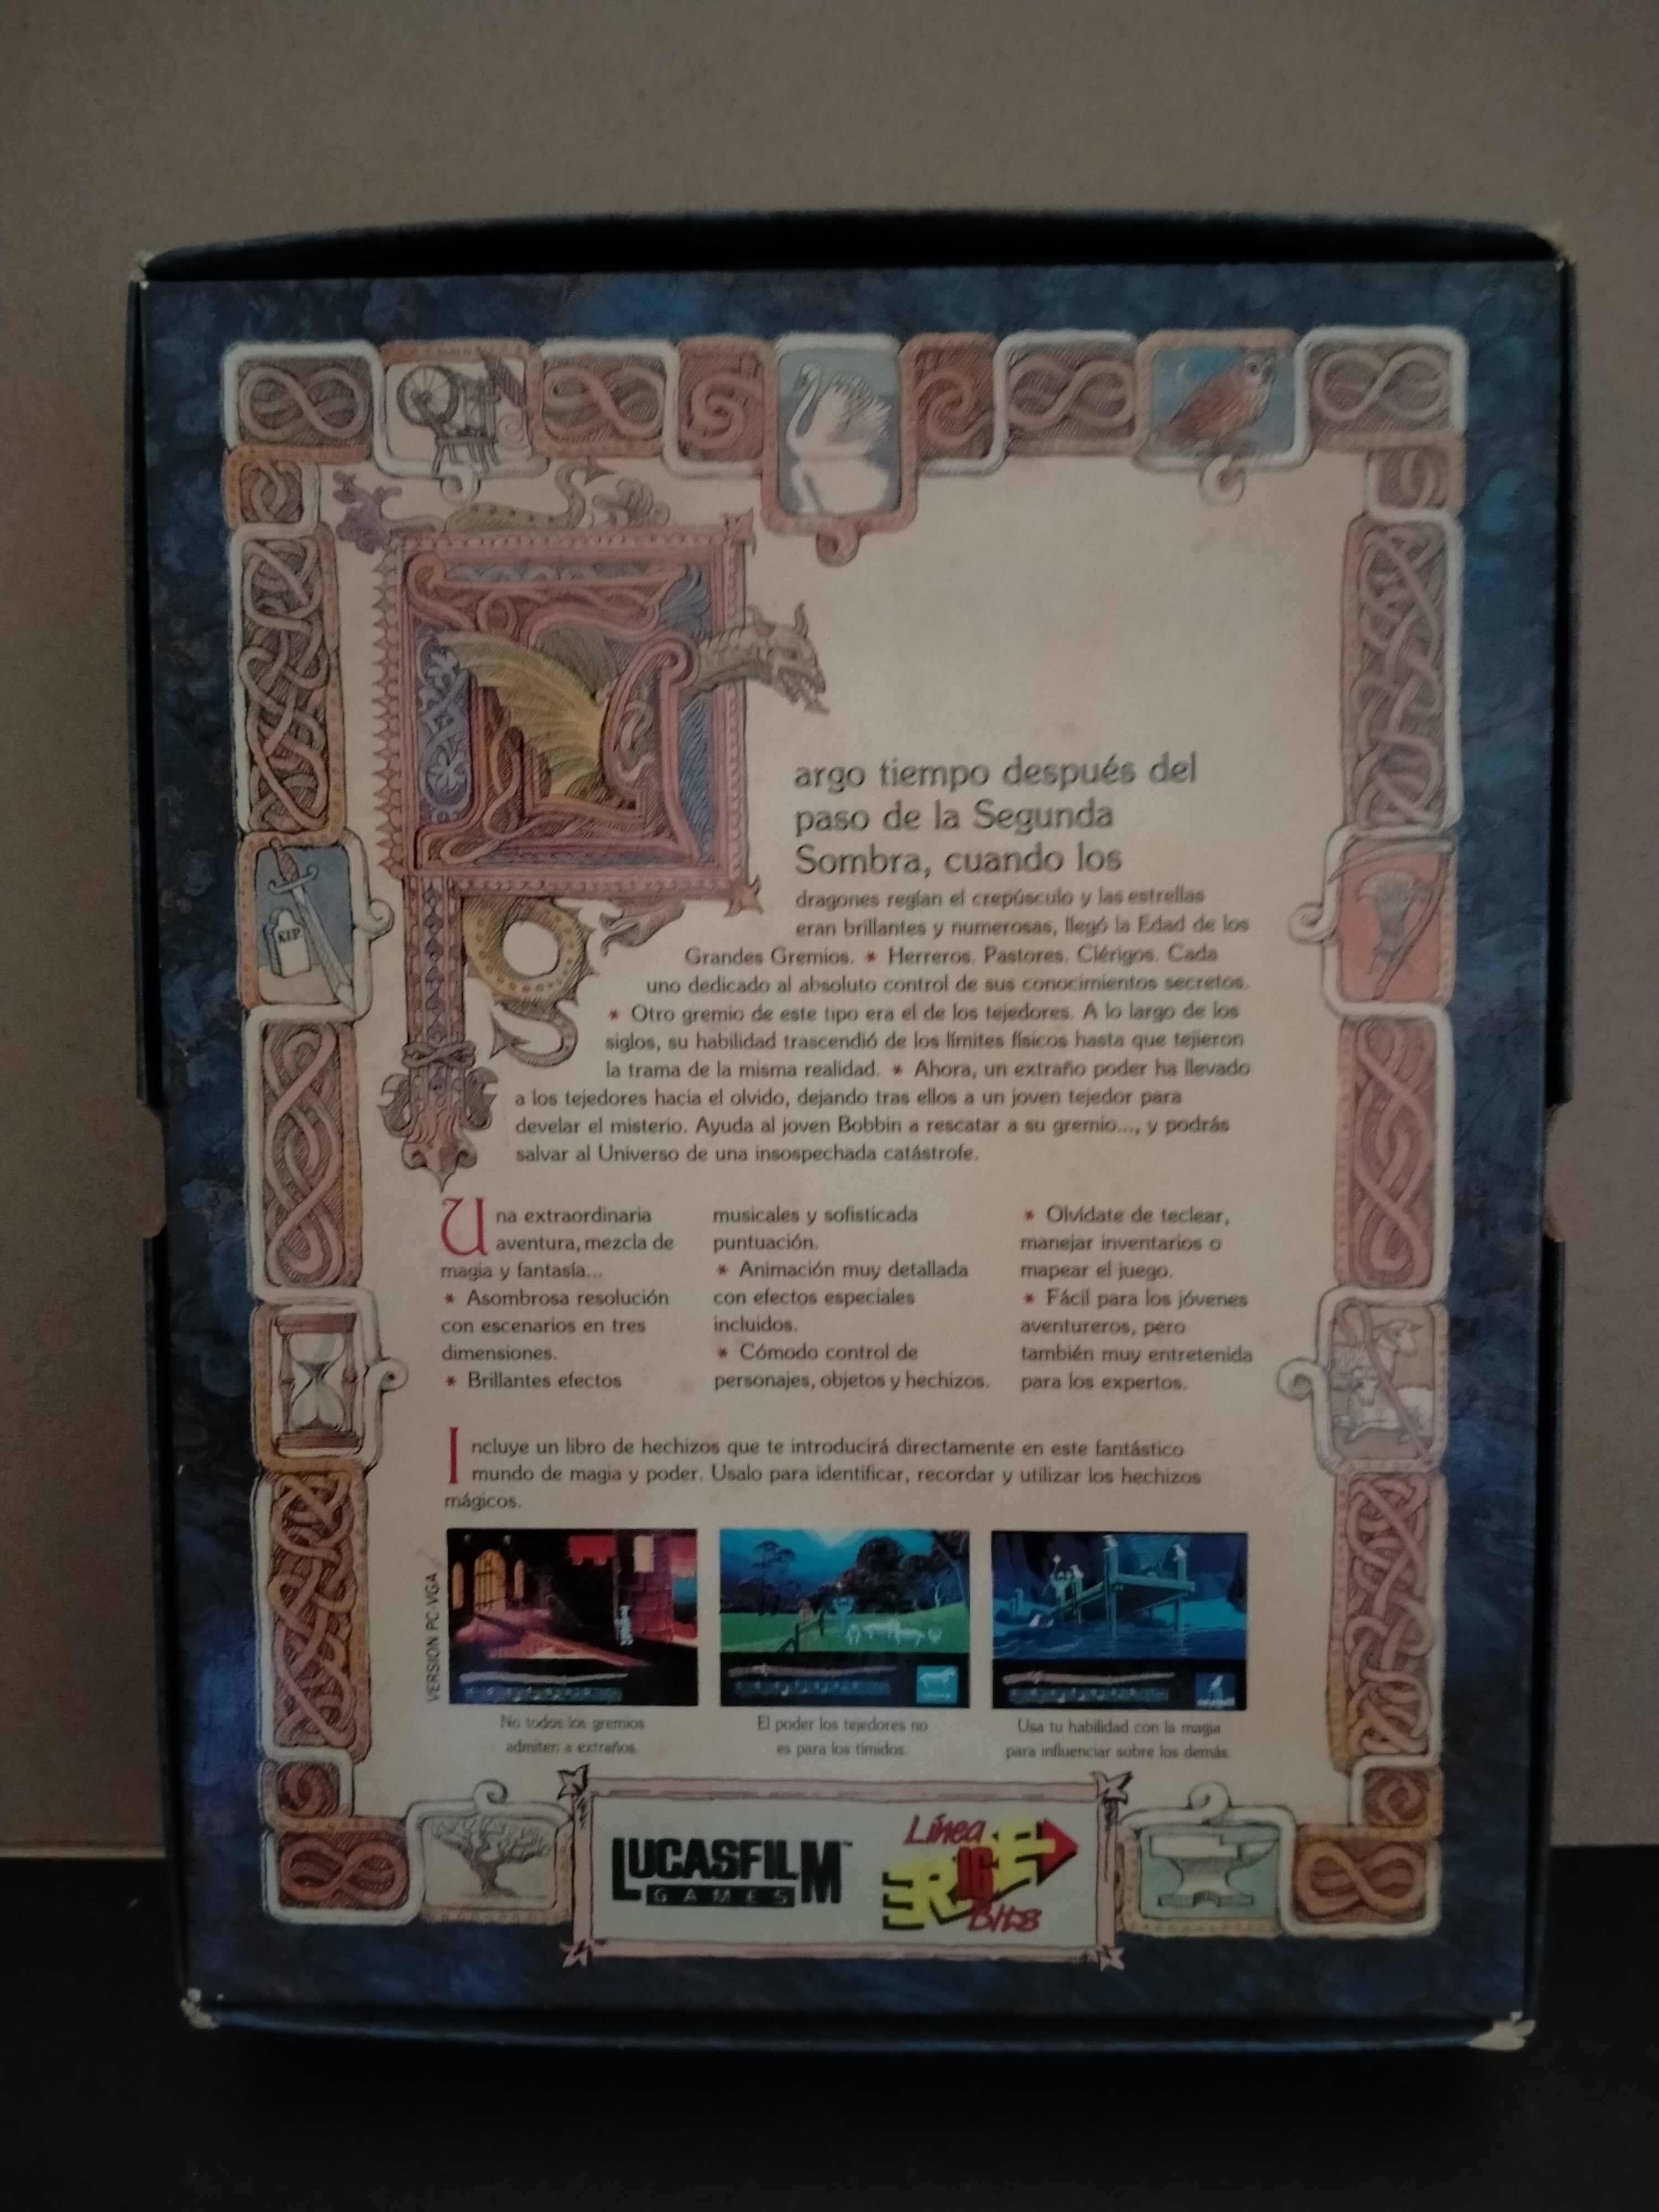 Largo tiempo después del
paso de la Segunda
Sombra, cuando los
dragones regían el crepúsculo y las estrellas
eran brillantes y numerosas, llegó la Edad de los
Grandes Gremios. * Herreros. Pastores. Clérigos. Cada
uno dedicado al absoluto control de sus conocimientos secretos.
* Otro gremio de este tipo era el de los tejedores. A lo largo de los
siglos, su habilidad trascendió de los límites físicos hasta que tejieron
la trama de la misma realidad. * Ahora, un extraño poder ha llevado
a los tejedores hacia el olvido, dejando tras ellos a un joven tejedor para
develar el misterio. Ayuda al joven Bobbin a rescatar a su gremio..., y podrás
salvar al Universo de una insospechada catástrofe.
Una extraordinaria
aventura, mezcla de
magia y fantasía...
* Asombrosa resolución
con escenarios en tres
dimensiones.
* Brillantes efectos
musicales y sofisticada
puntuación.
* Animación muy detallada
con efectos especiales
incluidos.
* Cómodo control de
personajes, objetos y hechizos.
* Olvídate de teclear,
manejar inventarios o
mapear el juego.
* Fácil para los jóvenes
aventureros, pero
también muy entretenida
para los expertos.
Incluye un libro de hechizos que te introducirá directamente en este fantástico
mundo de magia y poder. Usalo para identificar, recordar y utilizar los hechizos
mágicos.
VERSION PC-VGA
No todos los gremios
admiten a extraños.
El poder los tejedores no
es para los tímidos.
Usa tu habilidad con la magia
para influenciar sobre los demás.
LUCASFILM™
GAMES
Línea
ERBE
16
Bits